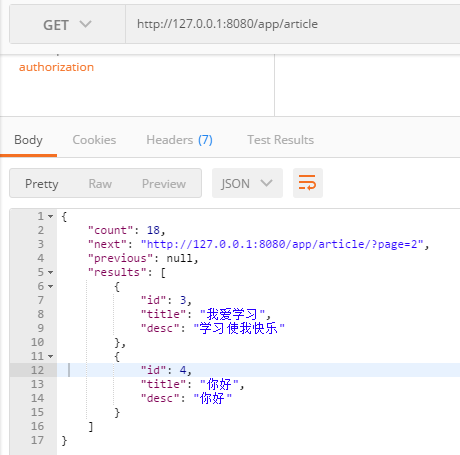 GET http://127.0.0.1:8080/app/article
authorization
Body Cookies Headers (7) Test Results
Pretty Raw Preview JSON
1 {
2 "count": 18,
3 "next": "http://127.0.0.1:8080/app/article/?page=2",
4 "previous": null,
5 "results": [
6 {
7 "id": 3,
8 "title": "我爱学习",
9 "desc": "学习使我快乐"
10 },
11 {
12 "id": 4,
13 "title": "你好",
14 "desc": "你好"
15 }
16 ]
17 }